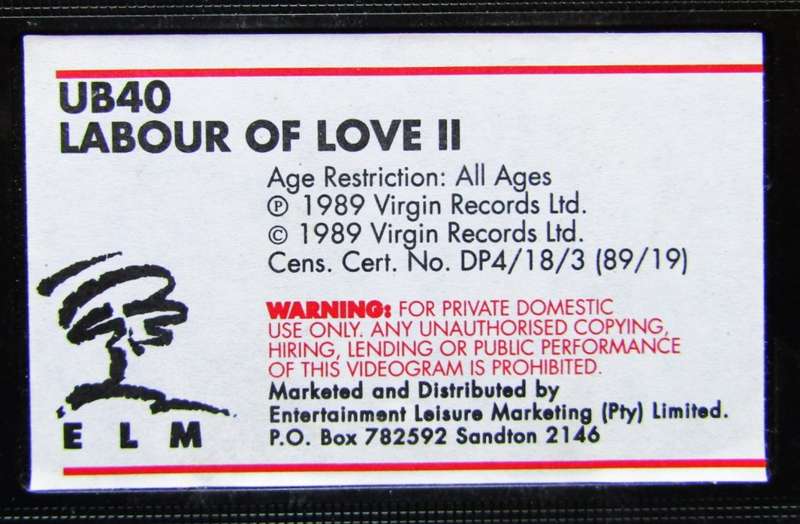 UB40
LABOUR OF LOVE II
Age Restriction: All Ages
℗ 1989 Virgin Records Ltd.
© 1989 Virgin Records Ltd.
Cens. Cert. No. DP4/18/3 (89/19)
WARNING: FOR PRIVATE DOMESTIC
USE ONLY. ANY UNAUTHORISED COPYING,
HIRING, LENDING OR PUBLIC PERFORMANCE
OF THIS VIDEOGRAM IS PROHIBITED.
Marketed and Distributed by
Entertainment Leisure Marketing (Pty) Limited.
P.O. Box 782592 Sandton 2146
ELM